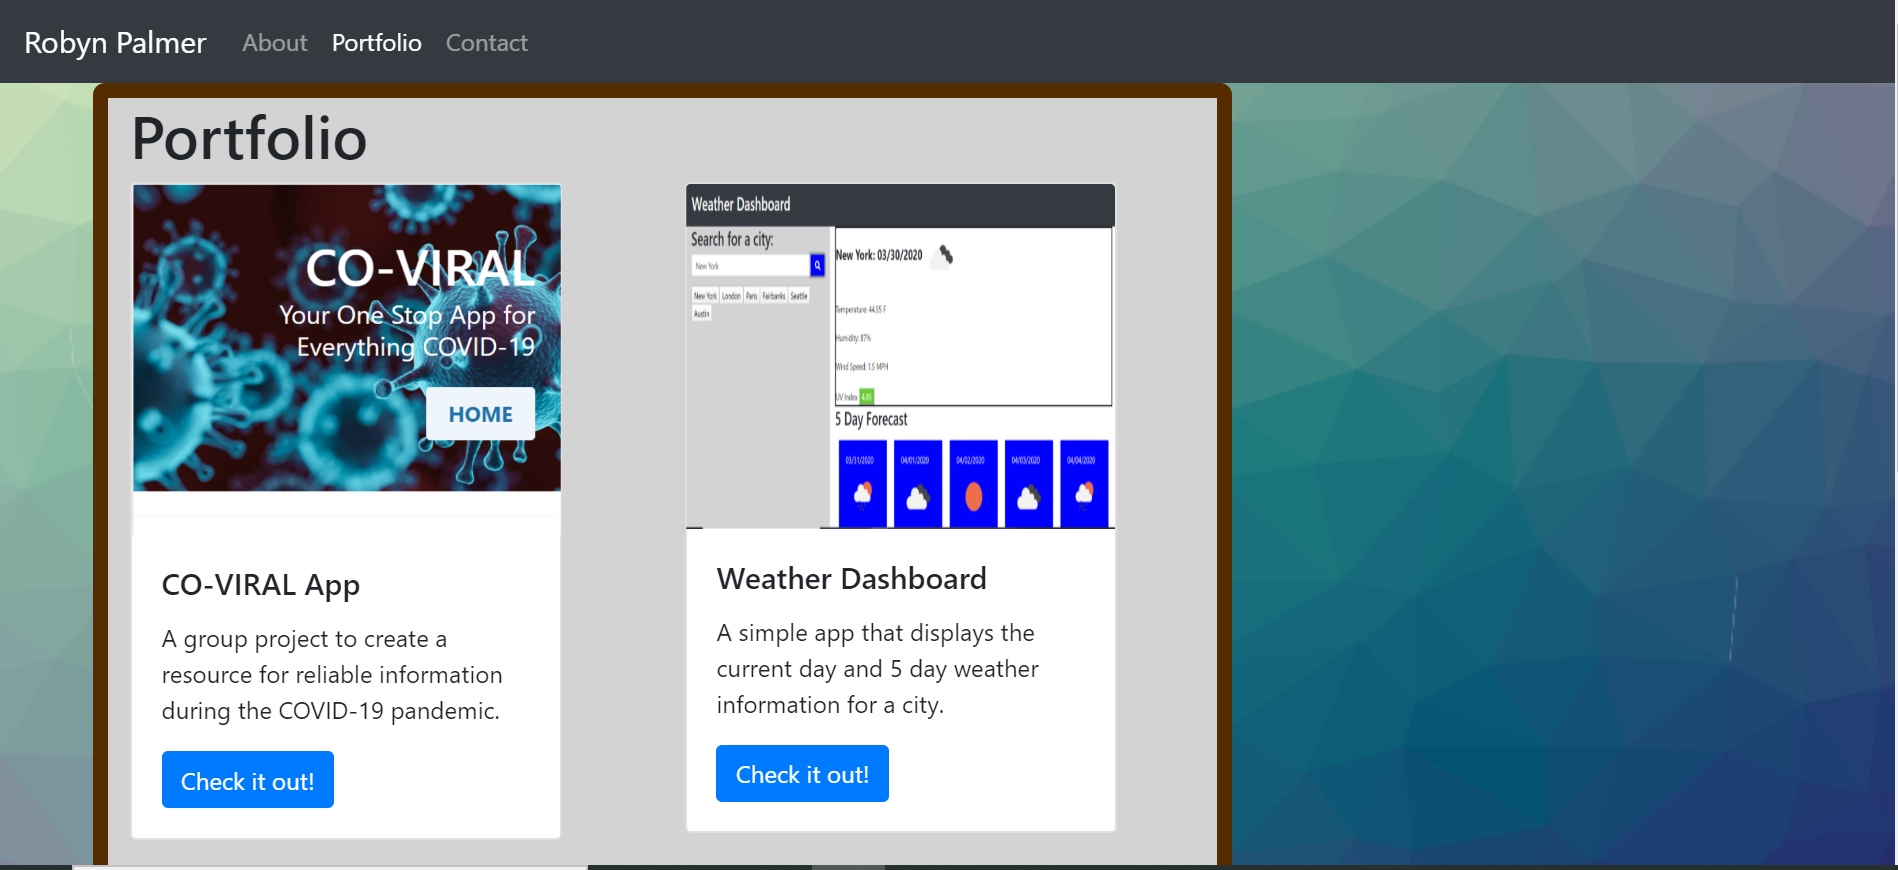 Robyn Palmer About Portfolio Contact
Portfolio
CO-VIRAL
Your One Stop App for
Everything COVID-19
HOME
CO-VIRAL App
A group project to create a
resource for reliable information
during the COVID-19 pandemic.
Check it out!
Weather Dashboard
Search for a city:
New York
New York London Paris Fairbanks Seattle
Austin
New York: 03/30/2020
Temperature: 44.55 F
Humidity: 87%
Wind Speed: 1.5 MPH
UV Index 4.85
5 Day Forecast
03/31/2020 04/01/2020 04/02/2020 04/03/2020 04/04/2020
Weather Dashboard
A simple app that displays the
current day and 5 day weather
information for a city.
Check it out!